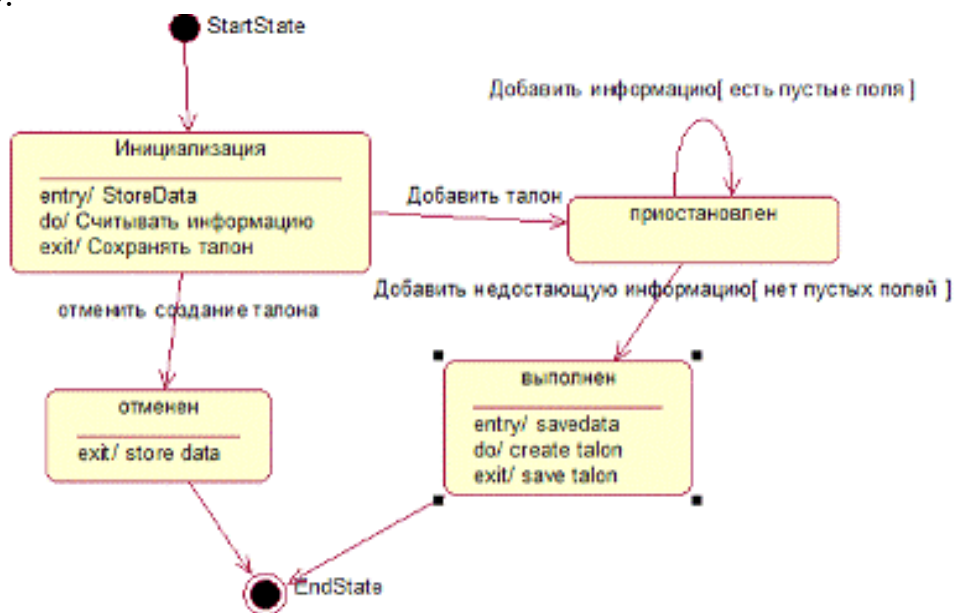 StartState
Добавить информацию[ есть пустые поля ]
Инициализация
entry/ StoreData
do/ Считывать информацию
exit/ Сохранять талон
Добавить талон
приостановлен
Добавить недостающую информацию[ нет пустых полей ]
отменить создание талона
отменен
exit/ store data
выполнен
entry/ savedata
do/ create talon
exit/ save talon
EndState